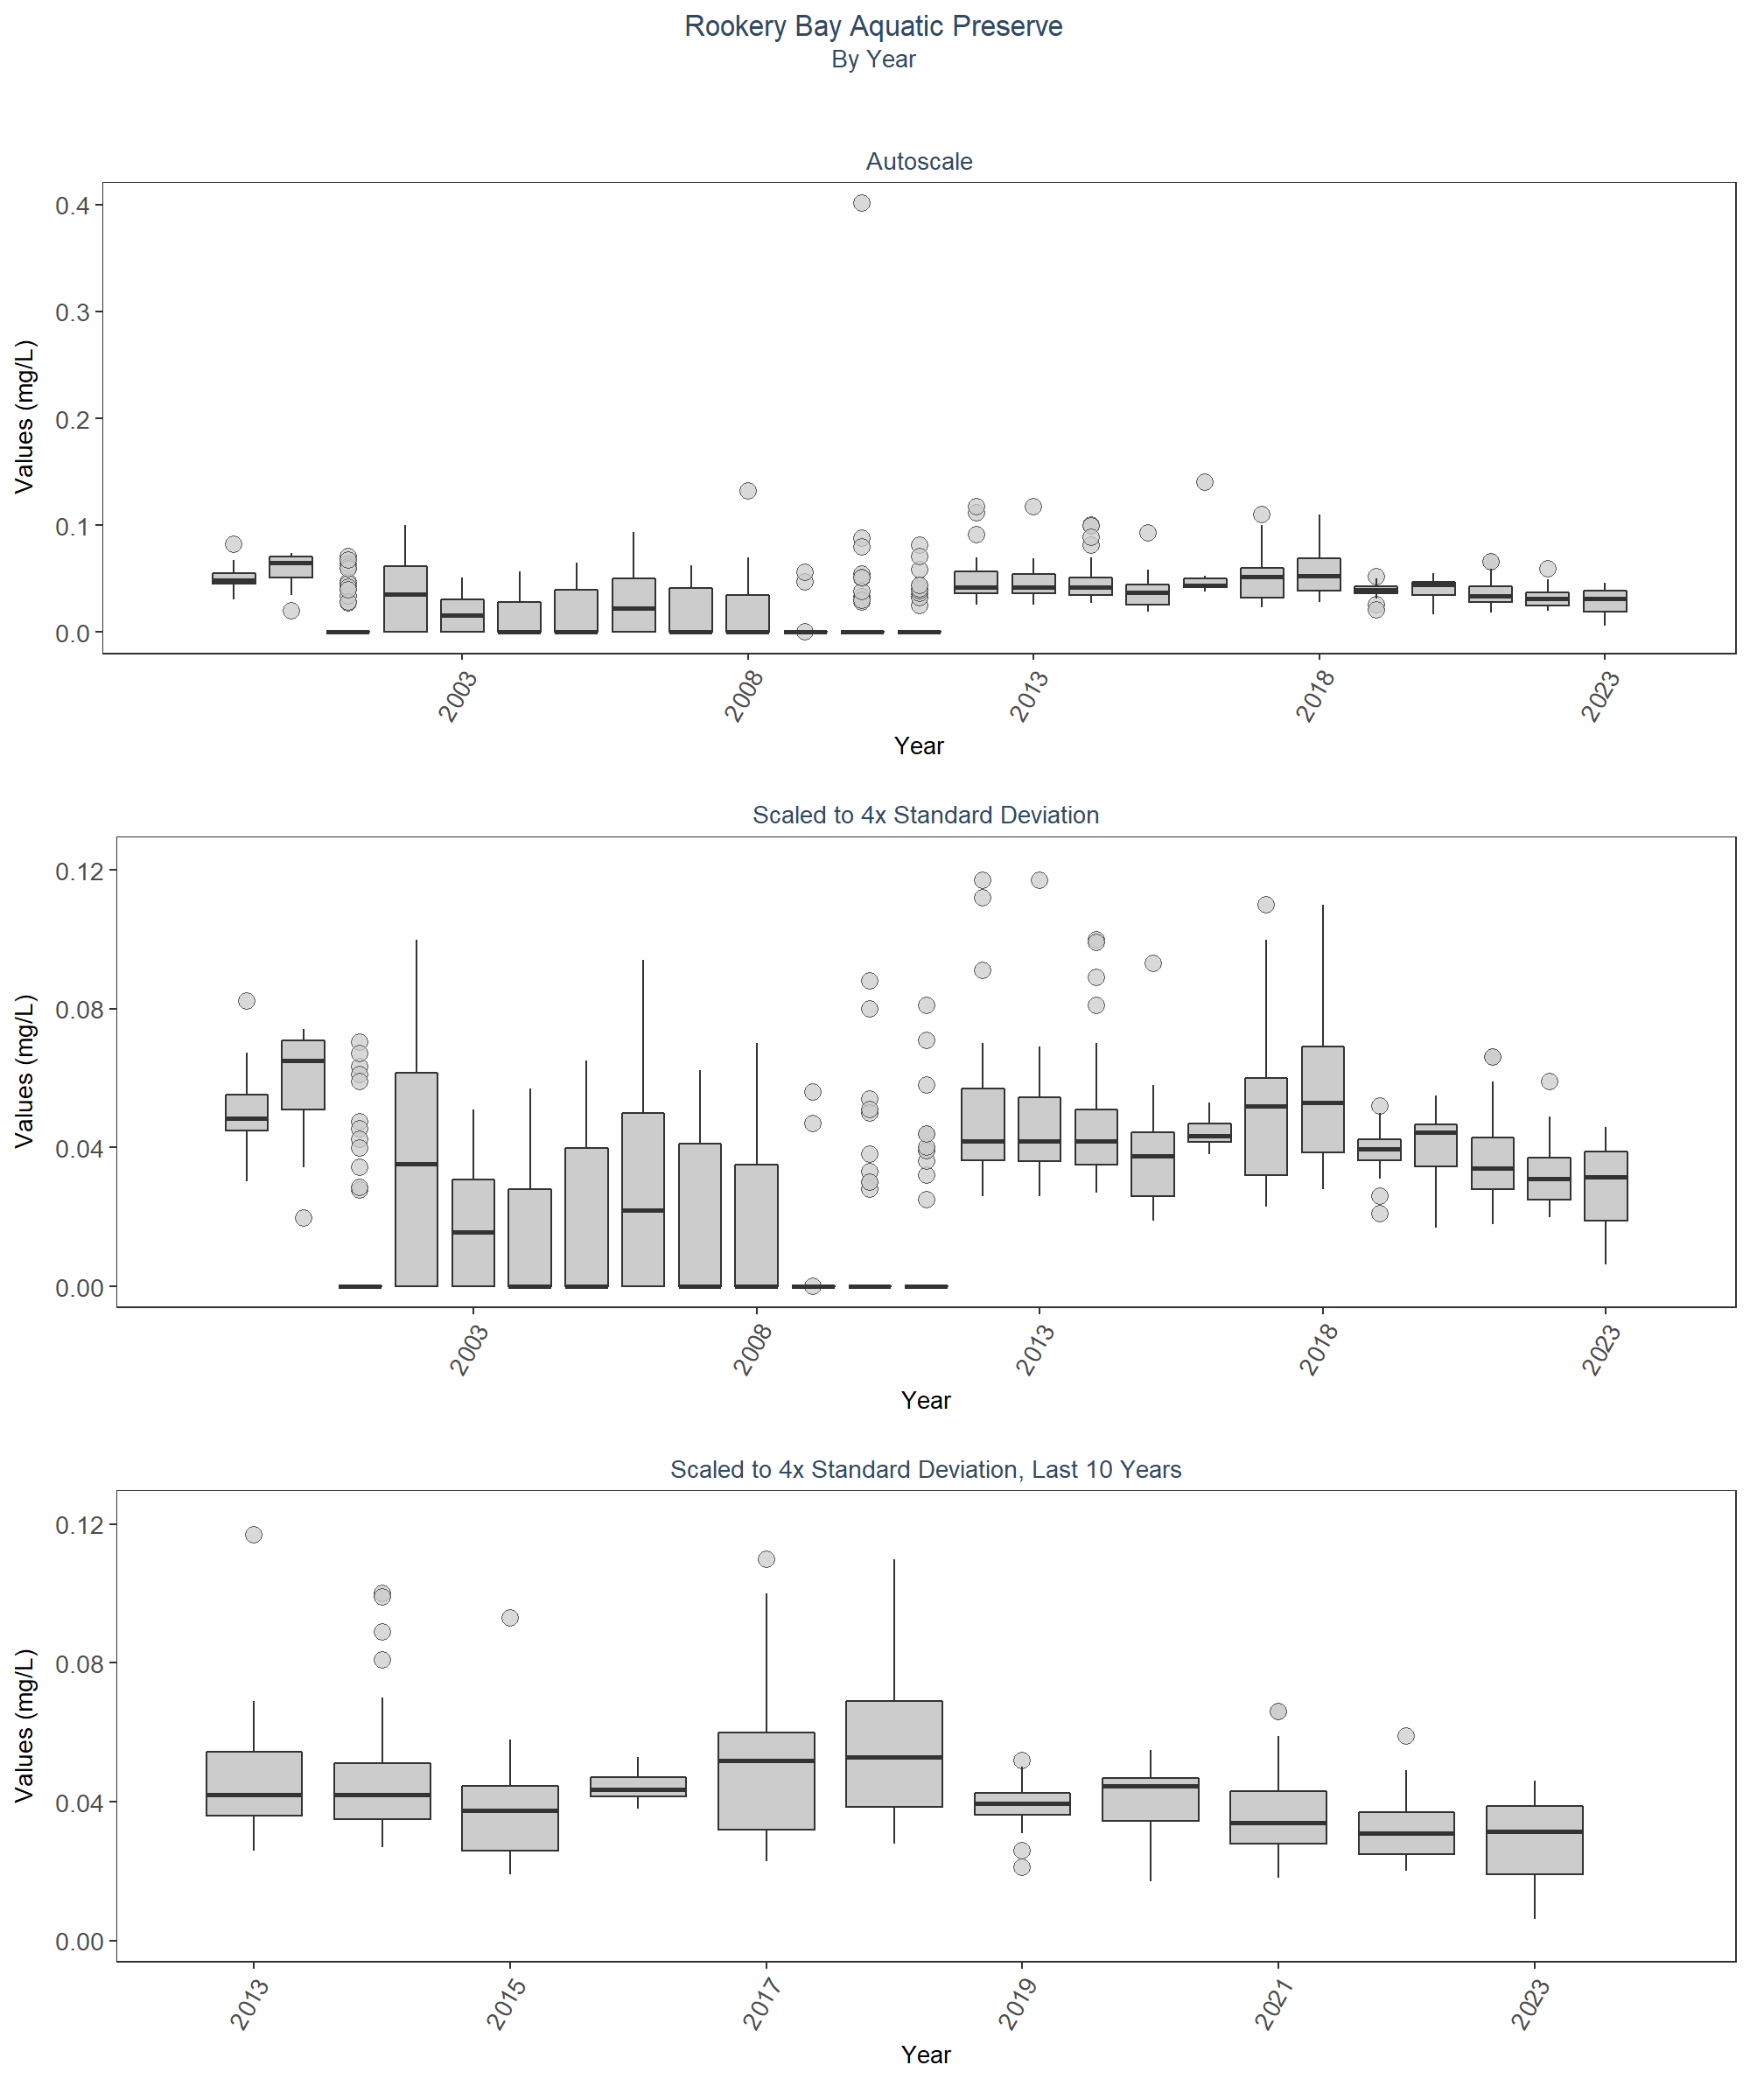 Rookery Bay Aquatic Preserve
By Year
Autoscale
Values (mg/L)
0.4
0.3
0.2
0.1
0.0
2003 2008 2013 2018 2023
Year
Scaled to 4x Standard Deviation
Values (mg/L)
0.12
0.08
0.04
0.00
2003 2008 2013 2018 2023
Year
Scaled to 4x Standard Deviation, Last 10 Years
Values (mg/L)
0.12
0.08
0.04
0.00
2013 2015 2017 2019 2021 2023
Year